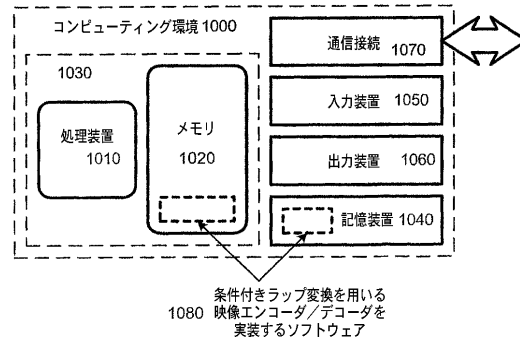 コンピューティング環境 1000
1030
処理装置
1010
メモリ
1020
通信接続 1070
入力装置 1050
出力装置 1060
記憶装置 1040
1080 条件付きラップ変換を用いる
映像エンコーダ/デコーダを
実装するソフトウェア